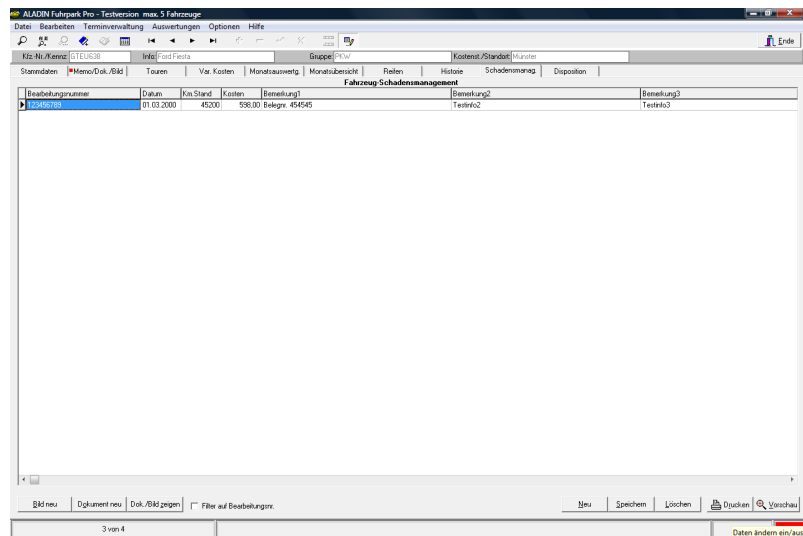 ALADIN Fuhrpark Pro - Testversion max. 5 Fahrzeuge
Datei Bearbeiten Terminverwaltung Auswertungen Optionen Hilfe
Ende
Kfz-Nr./Kennz: GTEU638 Info: Ford Fiesta Gruppe: PKW Kostenst./Standort: Münster
Stammdaten Memo/Dok./Bild Touren Var. Kosten Monatsauswertg. Monatsübersicht Reifen Historie Schadensmanag. Disposition
Fahrzeug-Schadensmanagement
Bearbeitungsnummer Datum Km.Stand Kosten Bemerkung1 Bemerkung2 Bemerkung3
123456789 01.03.2000 45200 598,00 Belegnr. 454545 Testinfo2 Testinfo3
Bild neu Dokument neu Dok./Bild zeigen Filter auf Bearbeitungsnr. Neu Speichern Löschen Drucken Vorschau
3 von 4
Daten ändern ein/aus